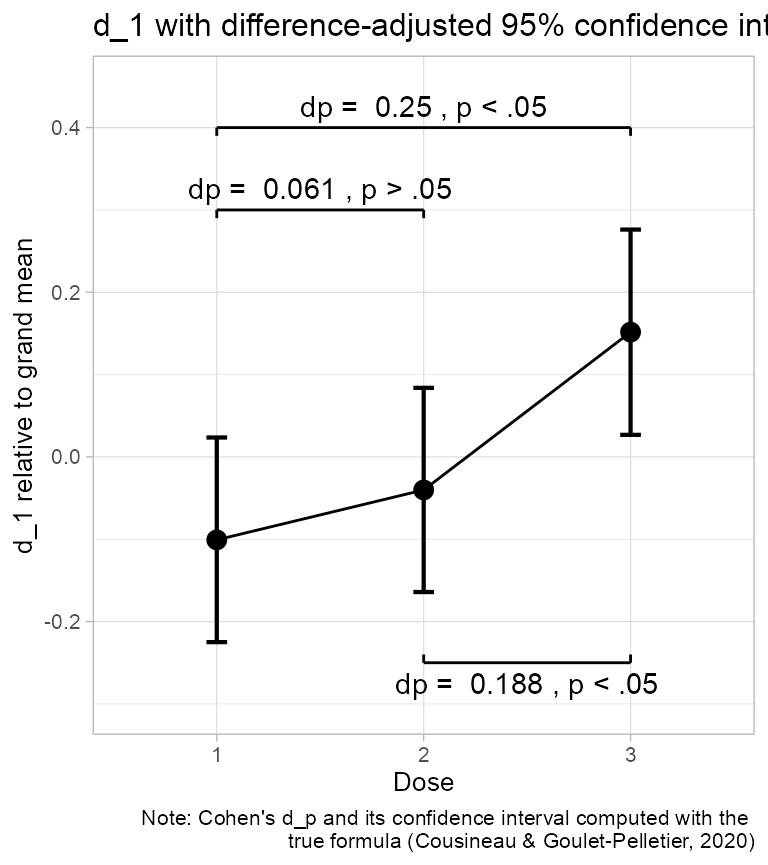 d_1 with difference-adjusted 95% confidence int
dp =  0.25 , p < .05
0.4
dp =  0.061 , p > .05
0.2
d_1 relative to grand mean
0.0
-0.2
dp =  0.188 , p < .05
1 2 3
Dose
Note: Cohen's d_p and its confidence interval computed with the
true formula (Cousineau & Goulet-Pelletier, 2020)